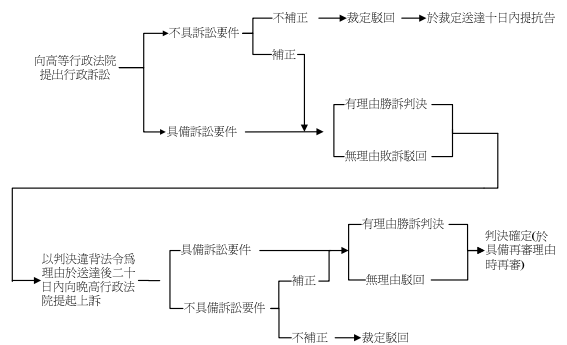 不補正
裁定駁回
於裁定送達十日內提抗告
不具訴訟要件
補正
向高等行政法院
提出行政訴訟
具備訴訟要件
有理由勝訴判決
無理由敗訴駁回
有理由勝訴判決
判決確定(於
具備再審理由
時再審)
以判決違背法令為
理由於送達後二十
日內向晚高行政法
院提起上訴
具備訴訟要件
補正
無理由駁回
不具備訴訟要件
不補正
裁定駁回